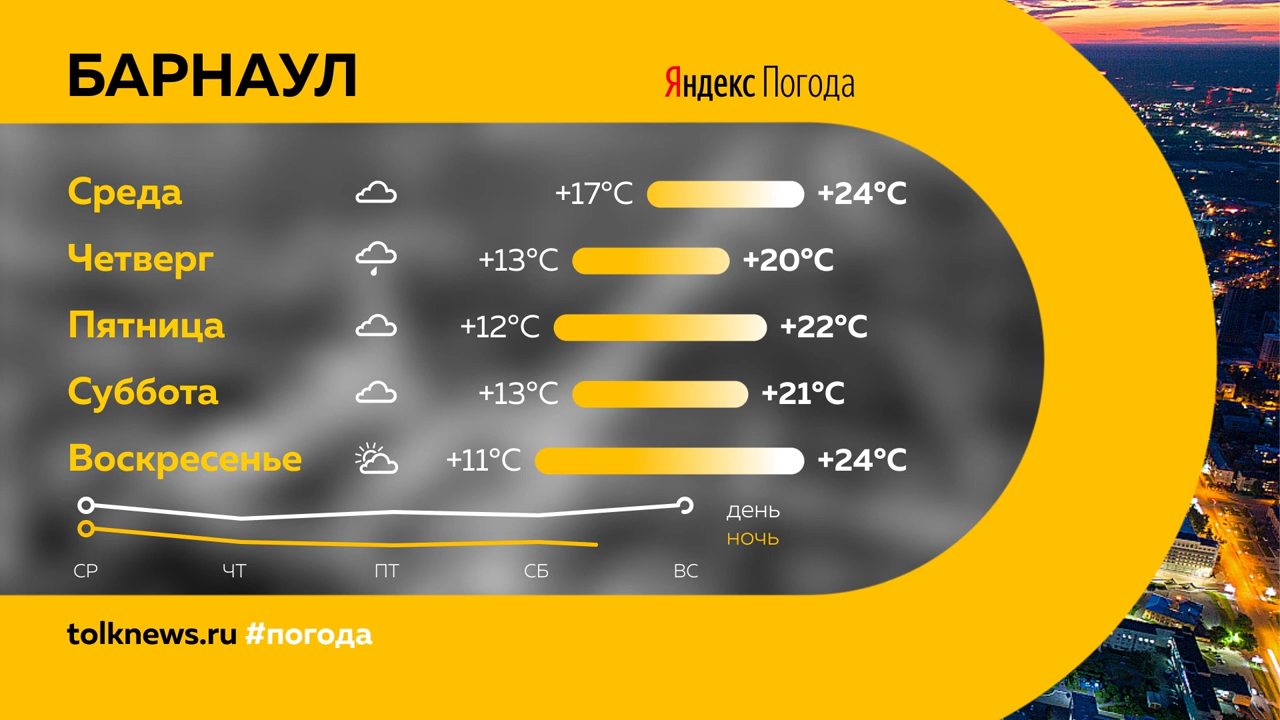 БАРНАУЛ
Яндекс Погода
Среда +17°C +24°C
Четверг +13°C +20°C
Пятница +12°C +22°C
Суббота +13°C +21°C
Воскресенье +11°C +24°C
день
ночь
СР ЧТ ПТ СБ ВС
tolknews.ru #погода